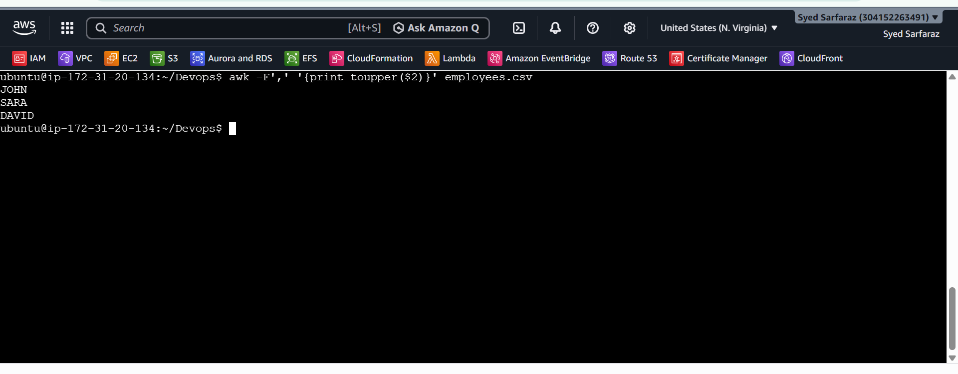 aws
Search [Alt+S] Ask Amazon Q United States (N. Virginia) ▼ Syed Sarfaraz (304152263491) ▼
Syed Sarfaraz
IAM VPC EC2 S3 Aurora and RDS EFS CloudFormation Lambda Amazon EventBridge Route 53 Certificate Manager CloudFront
ubuntu@ip-172-31-20-134:~/Devops$ awk -F',' '{print toupper($2)}' employees.csv
JOHN
SARA
DAVID
ubuntu@ip-172-31-20-134:~/Devops$